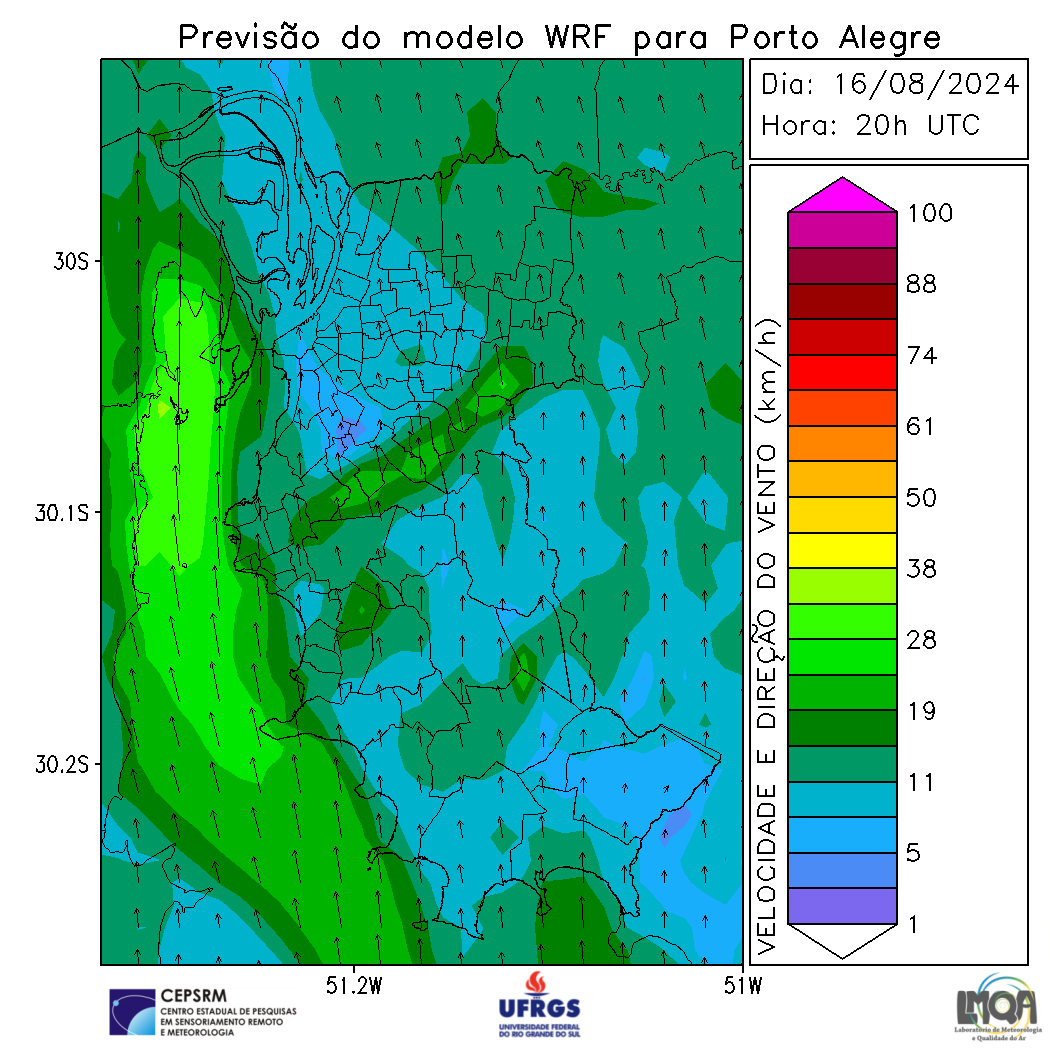 Previsão do modelo WRF para Porto Alegre
Dia: 16/08/2024
Hora: 20h UTC
30S
30.1S
30.2S
51.2W
51W
VELOCIDADE E DIREÇÃO DO VENTO (km/h)
100
88
74
61
50
38
28
19
11
5
1
CEPSRM
CENTRO ESTADUAL DE PESQUISAS
EM SENSORIAMENTO REMOTO
E METEOROLOGIA
UFRGS
UNIVERSIDADE FEDERAL
DO RIO GRANDE DO SUL
LMQA
Laboratório de Meteorologia
e Qualidade do Ar